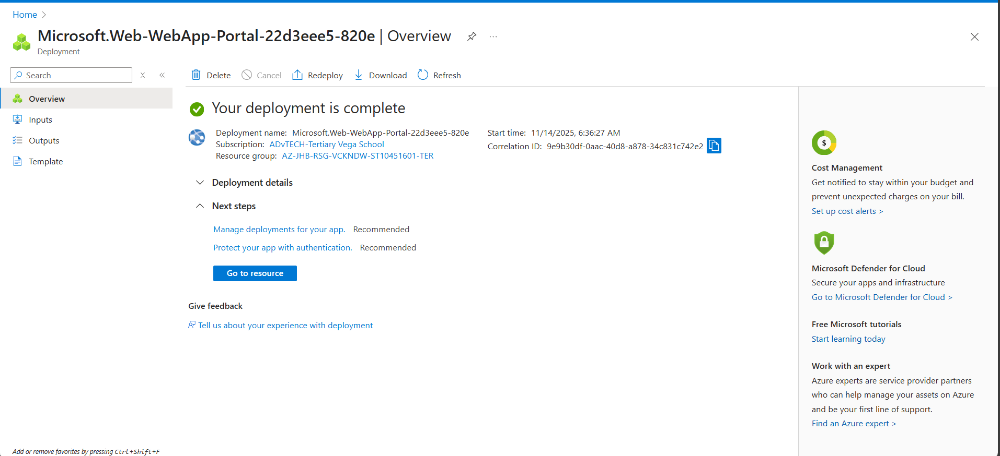 Home
Microsoft.Web-WebApp-Portal-22d3eee5-820e | Overview
Deployment
Search
Overview
Inputs
Outputs
Template
Delete
Cancel
Redeploy
Download
Refresh
Your deployment is complete
Deployment name: Microsoft.Web-WebApp-Portal-22d3eee5-820e
Subscription: ADvTECH-Tertiary Vega School
Resource group: AZ-JHB-RSG-VCKNDW-ST10451601-TER
Start time: 11/14/2025, 6:36:27 AM
Correlation ID: 9e9b30df-0aac-40d8-a878-34c831c742e2
Deployment details
Next steps
Manage deployments for your app. Recommended
Protect your app with authentication. Recommended
Go to resource
Give feedback
Tell us about your experience with deployment
$
Cost Management
Get notified to stay within your budget and
prevent unexpected charges on your bill.
Set up cost alerts >
Microsoft Defender for Cloud
Secure your apps and infrastructure
Go to Microsoft Defender for Cloud >
Free Microsoft tutorials
Start learning today
Work with an expert
Azure experts are service provider partners
who can help manage your assets on Azure
and be your first line of support.
Find an Azure expert >
Add or remove favorites by pressing Ctrl+Shift+F